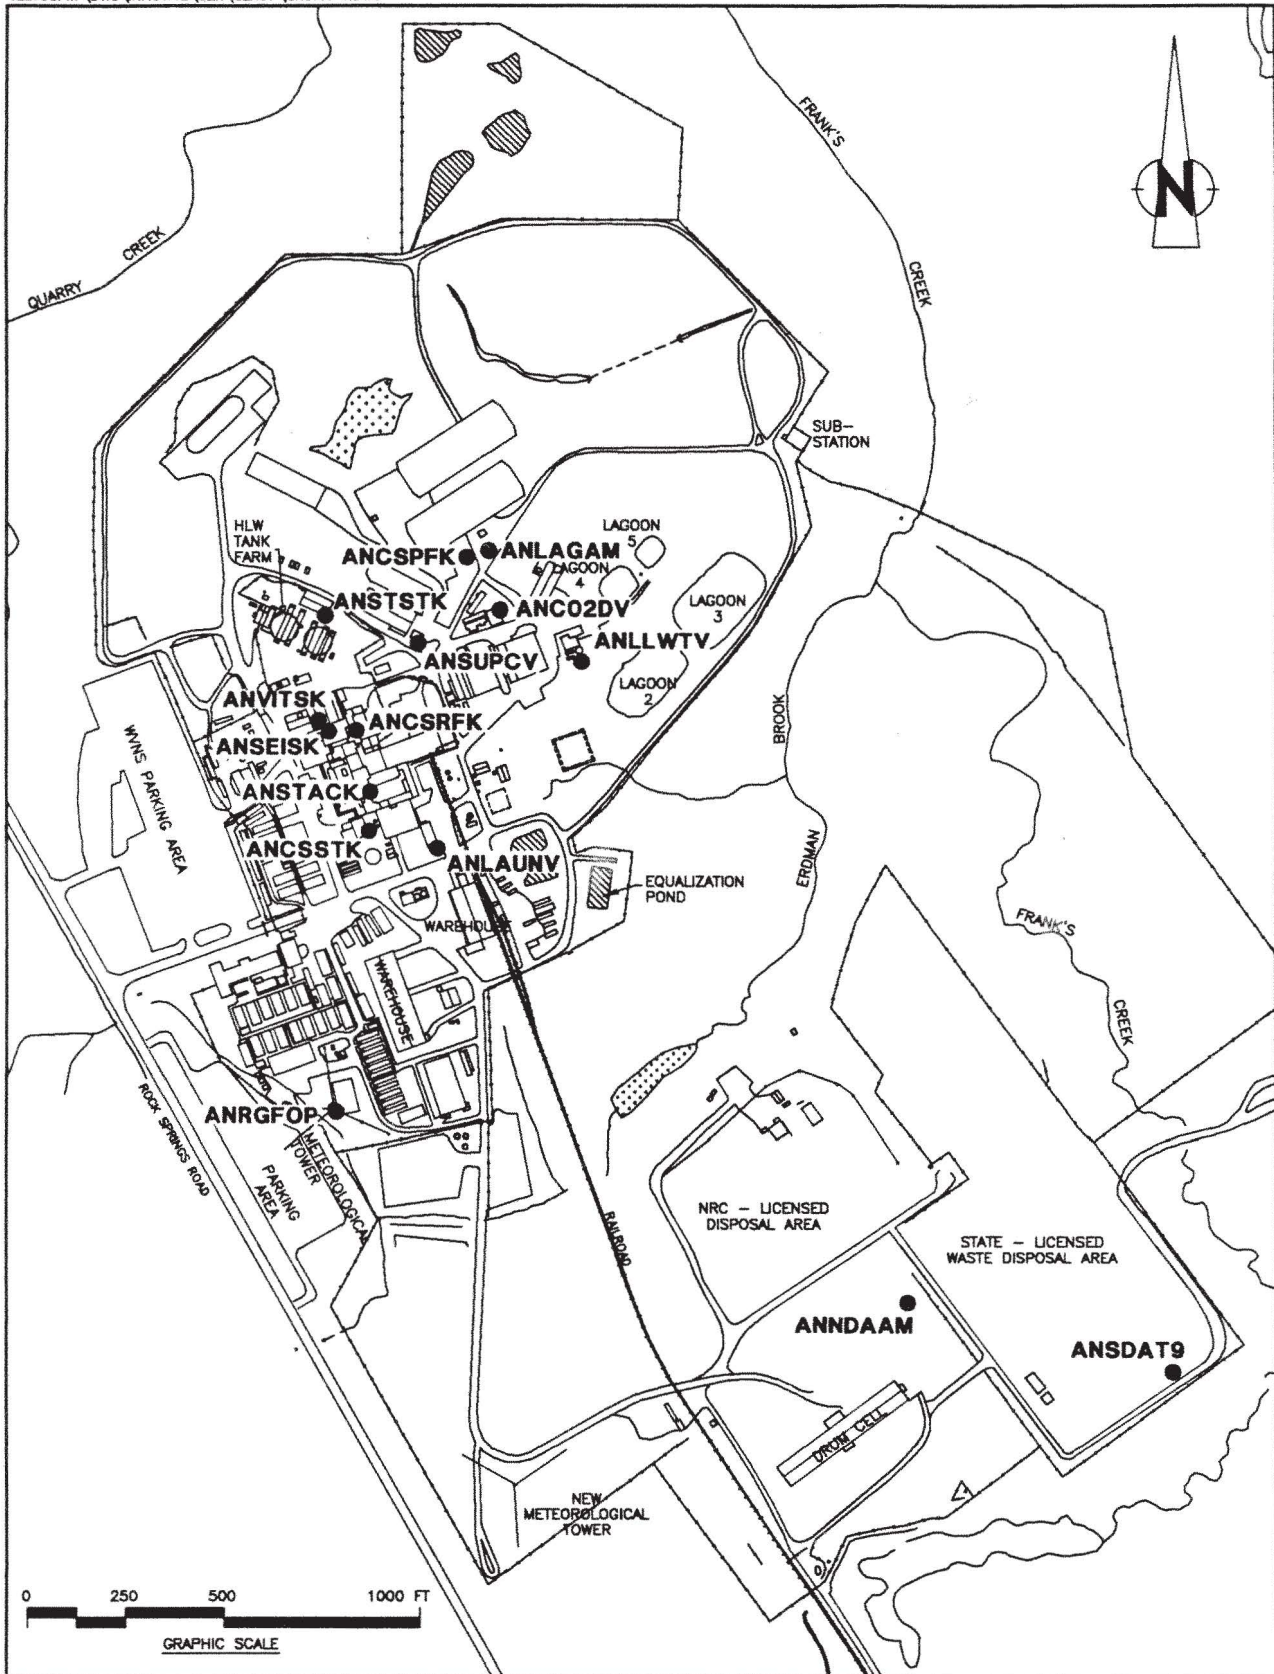 FRANK'S
CREEK
N
QUARRY
CREEK
SUB-
STATION
HLW
TANK
FARM
LAGOON
5
ANCSPFK
ANLAGAM
LAGOON
4
ANSTSTK
ANCO2DV
LAGOON
3
ANLLWTV
ANSUPCV
LAGOON
2
ANVITSK
ANCSRFK
ANSEISK
BROOK
WVNS PARKING AREA
ANSTACK
ANCSSTK
ANLAUNV
ERDMAN
EQUALIZATION
POND
FRANK'S
WAREHOUSE
WAREHOUSE
CREEK
ROCK SPRINGS ROAD
ANRGFOP
METEOROLOGICAL
TOWER
PARKING
AREA
RAILROAD
NRC - LICENSED
DISPOSAL AREA
STATE - LICENSED
WASTE DISPOSAL AREA
ANNDAAM
ANSDAT9
DRUM CELL
NEW
METEOROLOGICAL
TOWER
0 250 500 1000 FT
GRAPHIC SCALE